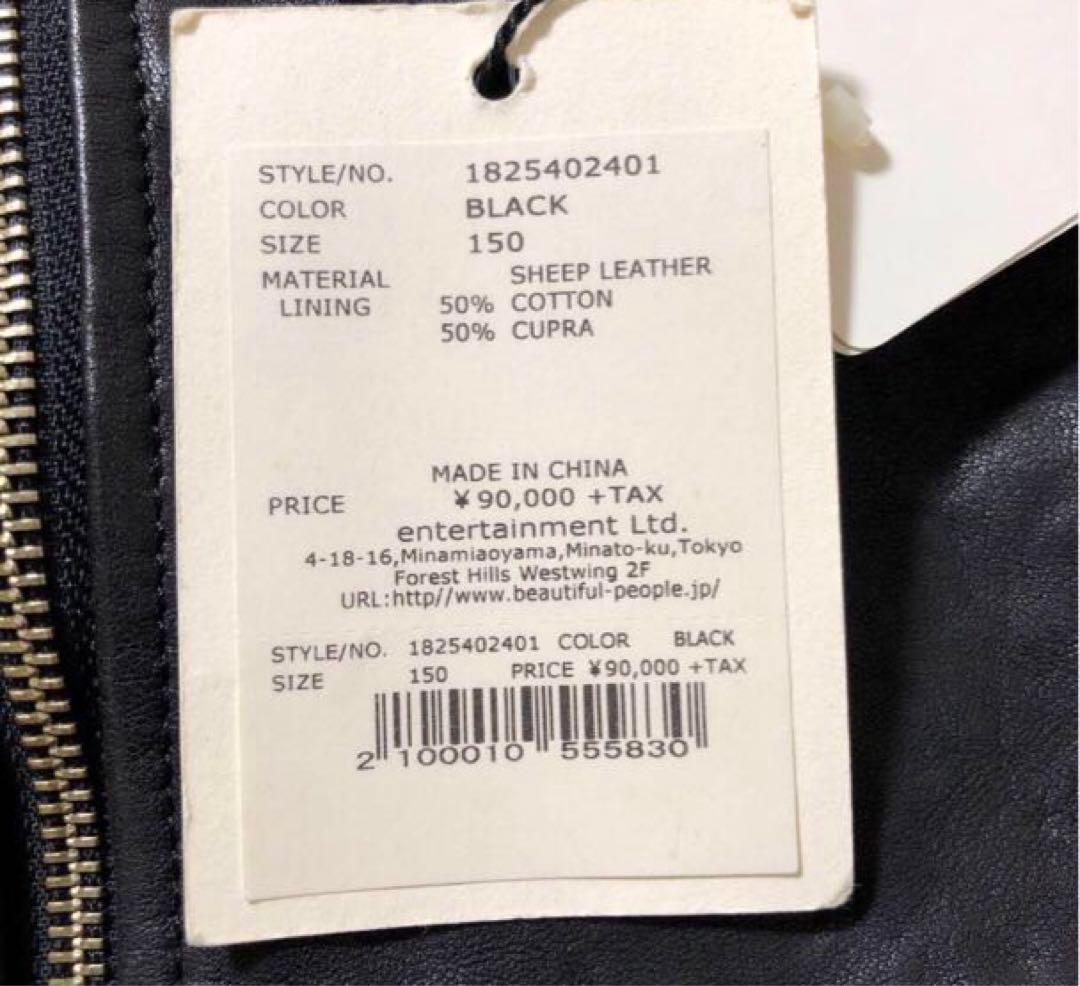 STYLE/NO. 1825402401
COLOR BLACK
SIZE 150
MATERIAL SHEEP LEATHER
LINING 50% COTTON
50% CUPRA
MADE IN CHINA
PRICE ¥90,000 +TAX
entertainment Ltd.
4-18-16,Minamiaoyama,Minato-ku,Tokyo
Forest Hills Westwing 2F
URL:http//www.beautiful-people.jp/
STYLE/NO. 1825402401 COLOR BLACK
SIZE 150 PRICE ¥90,000 +TAX
2 100010 555830